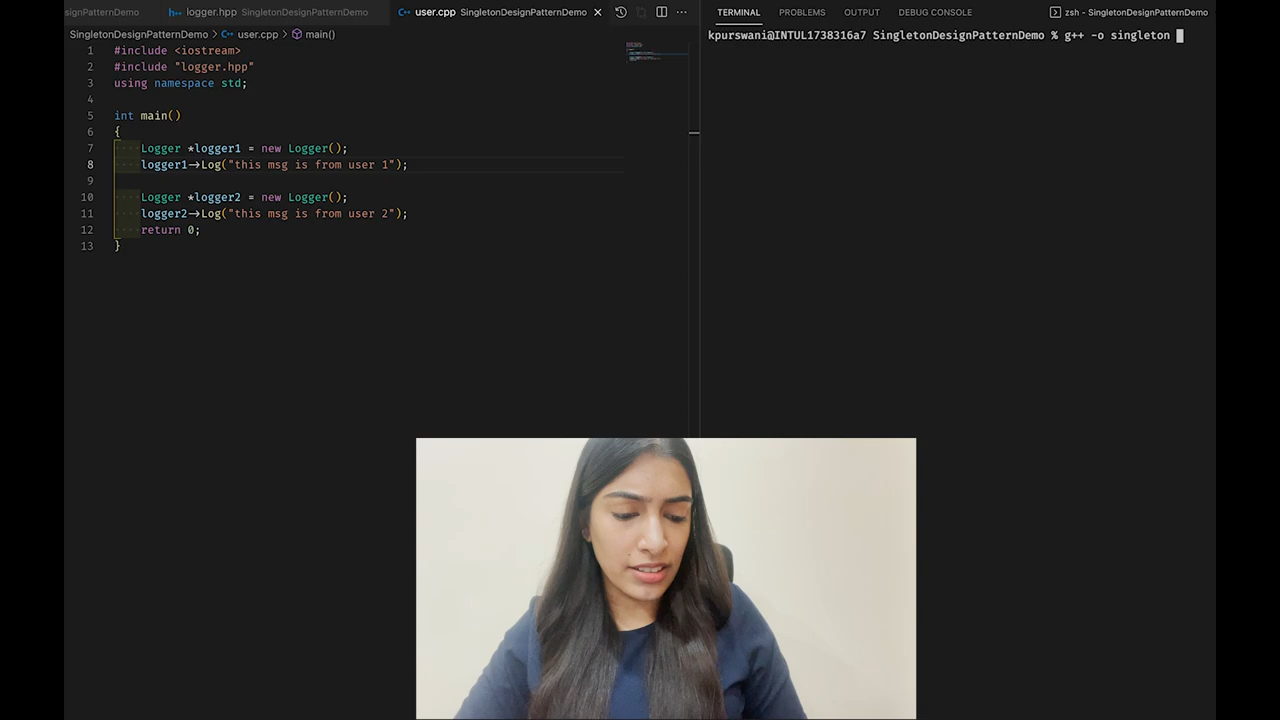 signPatternDemo
logger.hpp SingletonDesignPatternDemo
user.cpp SingletonDesignPatternDemo
SingletonDesignPatternDemo > user.cpp > main()
1 #include <iostream>
2 #include "logger.hpp"
3 using namespace std;
4
5 int main()
6 {
7 Logger *logger1 = new Logger();
8 logger1->Log("this msg is from user 1");
9
10 Logger *logger2 = new Logger();
11 logger2->Log("this msg is from user 2");
12 return 0;
13 }
TERMINAL PROBLEMS OUTPUT DEBUG CONSOLE
zsh - SingletonDesignPatternDemo
kpurswani@INTUL1738316a7 SingletonDesignPatternDemo % g++ -o singleton